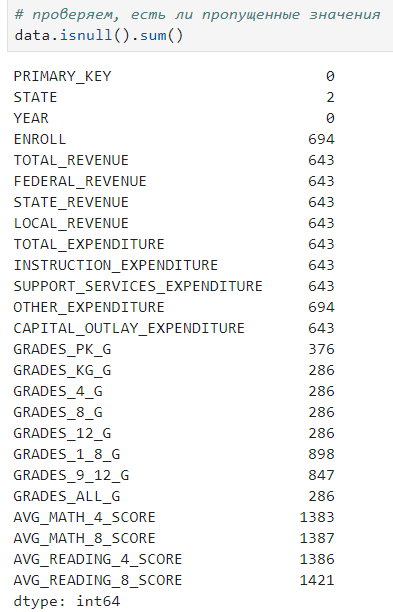 # проверяем, есть ли пропущенные значения
data.isnull().sum()
PRIMARY_KEY 0
STATE 2
YEAR 0
ENROLL 694
TOTAL_REVENUE 643
FEDERAL_REVENUE 643
STATE_REVENUE 643
LOCAL_REVENUE 643
TOTAL_EXPENDITURE 643
INSTRUCTION_EXPENDITURE 643
SUPPORT_SERVICES_EXPENDITURE 643
OTHER_EXPENDITURE 694
CAPITAL_OUTLAY_EXPENDITURE 643
GRADES_PK_G 376
GRADES_KG_G 286
GRADES_4_G 286
GRADES_8_G 286
GRADES_12_G 286
GRADES_1_8_G 898
GRADES_9_12_G 847
GRADES_ALL_G 286
AVG_MATH_4_SCORE 1383
AVG_MATH_8_SCORE 1387
AVG_READING_4_SCORE 1386
AVG_READING_8_SCORE 1421
dtype: int64